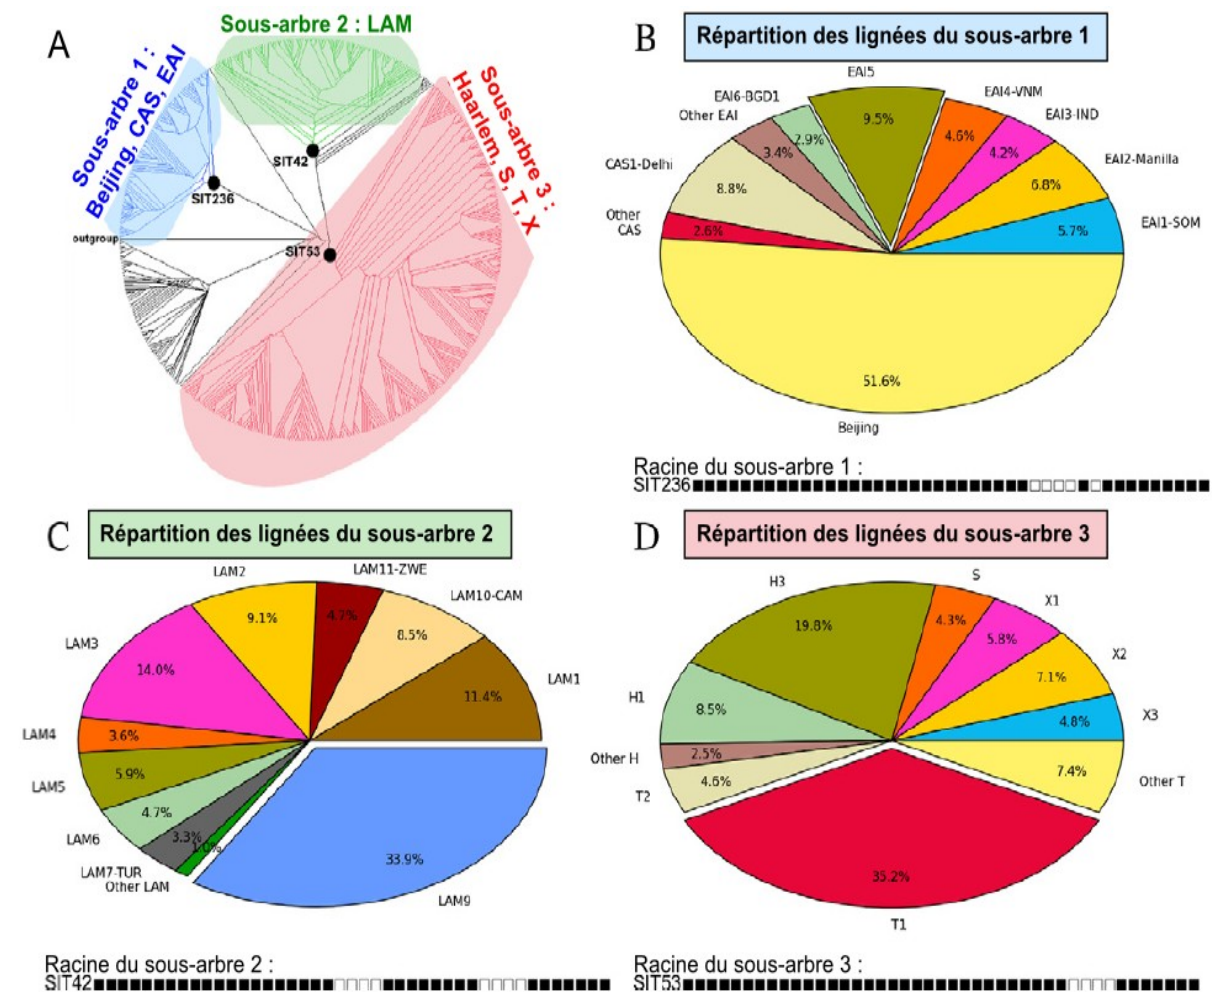 A
Sous-arbre 2 : LAM
Sous-arbre 1 :
Beijing, CAS, EAI
Sous-arbre 3 :
Haarlem, S, T, X
SIT42
SIT236
outgroup
SIT53
B
Répartition des lignées du sous-arbre 1
EAI5
EAI6-BGD1
EAI4-VNM
Other EAI
EAI3-IND
CAS1-Delhi
EAI2-Manilla
Other
CAS
EAI1-SOM
9.5%
2.9%
4.6%
3.4%
4.2%
8.8%
6.8%
2.6%
5.7%
51.6%
Beijing
Racine du sous-arbre 1 :
SIT236
C
Répartition des lignées du sous-arbre 2
LAM2
LAM11-ZWE
LAM10-CAM
LAM3
LAM1
LAM4
LAM5
LAM6
LAM7-TUR
Other LAM
LAM9
9.1%
4.7%
8.5%
14.0%
11.4%
3.6%
5.9%
4.7%
3.3%
1.0%
33.9%
Racine du sous-arbre 2 :
SIT42
D
Répartition des lignées du sous-arbre 3
H3
S
X1
X2
H1
X3
Other H
T2
Other T
T1
19.8%
4.3%
5.8%
7.1%
8.5%
4.8%
2.5%
4.6%
7.4%
35.2%
Racine du sous-arbre 3 :
SIT53